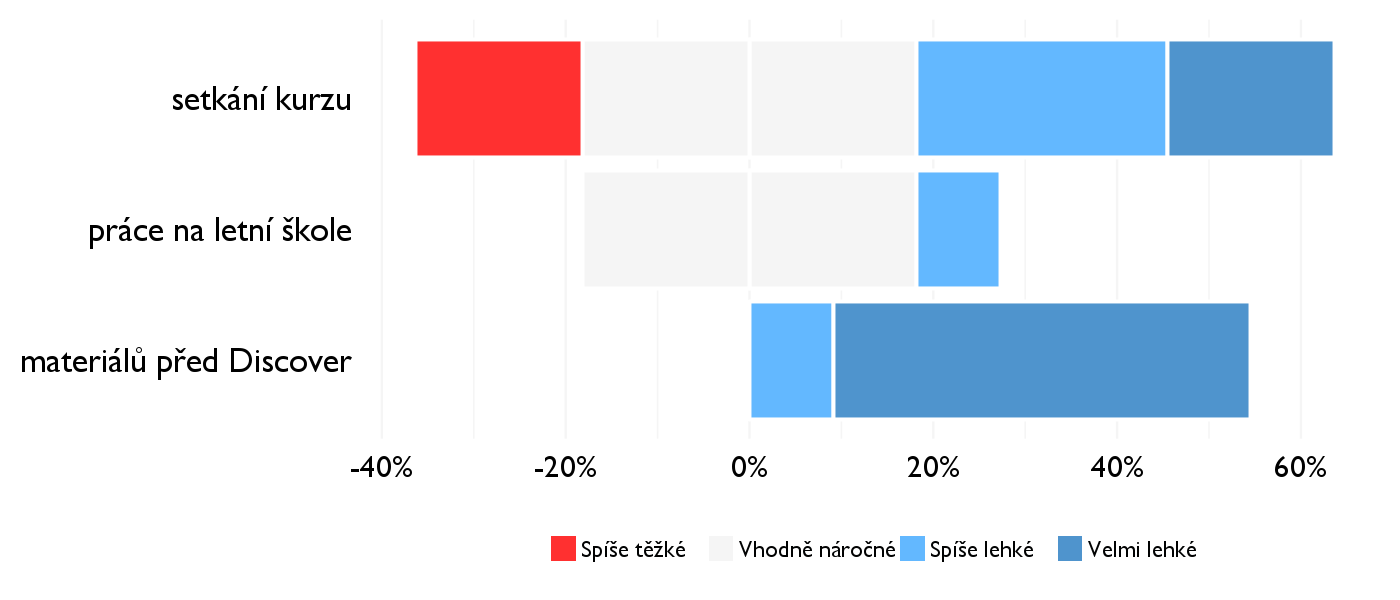 setkání kurzu
práce na letní škole
materiálů před Discover
-40% -20% 0% 20% 40% 60%
Spíše těžké Vhodně náročné Spíše lehké Velmi lehké